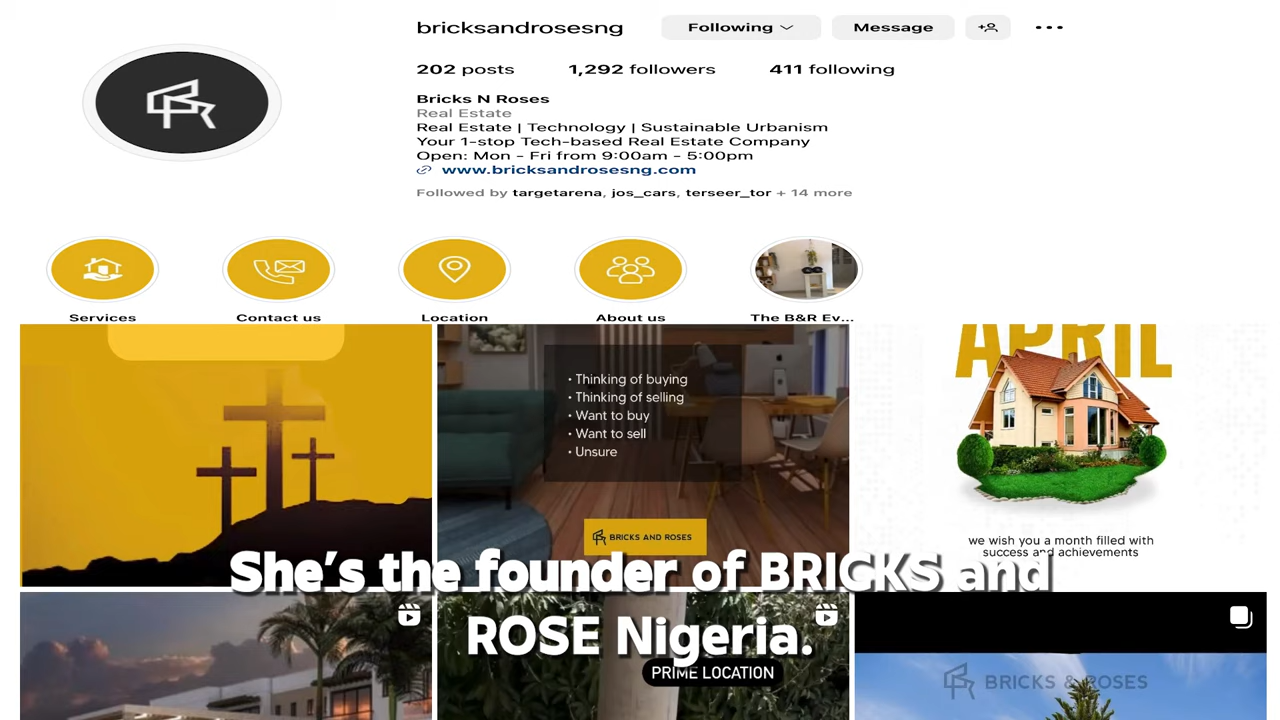 bricksandrosesng
Following
Message
202 posts
1,292 followers
411 following
Bricks N Roses
Real Estate
Real Estate | Technology | Sustainable Urbanism
Your 1-stop Tech-based Real Estate Company
Open: Mon - Fri from 9:00am - 5:00pm
www.bricksandrosesng.com
Followed by targetarena, jos_cars, terseer_tor + 14 more
Services
Contact us
Location
About us
The B&R Ev...
• Thinking of buying
• Thinking of selling
• Want to buy
• Want to sell
• Unsure
BRICKS AND ROSES
APRIL
we wish you a month filled with
success and achievements
She's the founder of BRICKS and
ROSE Nigeria.
PRIME LOCATION
BRICKS & ROSES